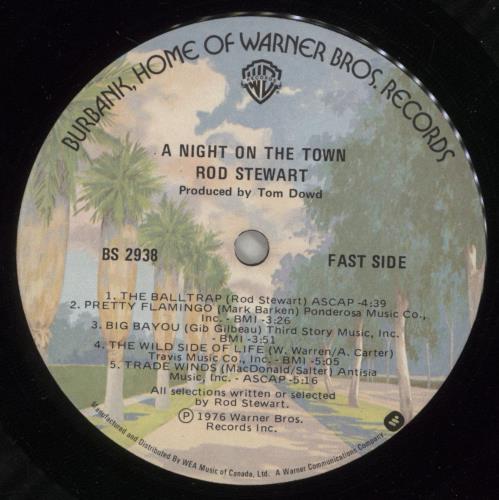 BURBANK, HOME OF WARNER BROS. RECORDS
WB
RECORDS
A NIGHT ON THE TOWN
ROD STEWART
Produced by Tom Dowd
BS 2938
FAST SIDE
1. THE BALLTRAP (Rod Stewart) ASCAP -4:39
2. PRETTY FLAMINGO (Mark Barken) Ponderosa Music Co.,
Inc. - BMI -3:26
3. BIG BAYOU (Gib Gilbeau) Third Story Music, Inc.
- BMI -3:51
4. THE WILD SIDE OF LIFE (W. Warren/A. Carter)
Travis Music Co., Inc. - BMI -5:05
5. TRADE WINDS (MacDonald/Salter) Antisia
Music, Inc. - ASCAP -5:16
All selections written or selected
by Rod Stewart.
Ⓟ 1976 Warner Bros.
Records Inc.
Manufactured and Distributed By WEA Music of Canada, Ltd. A Warner Communications Company.